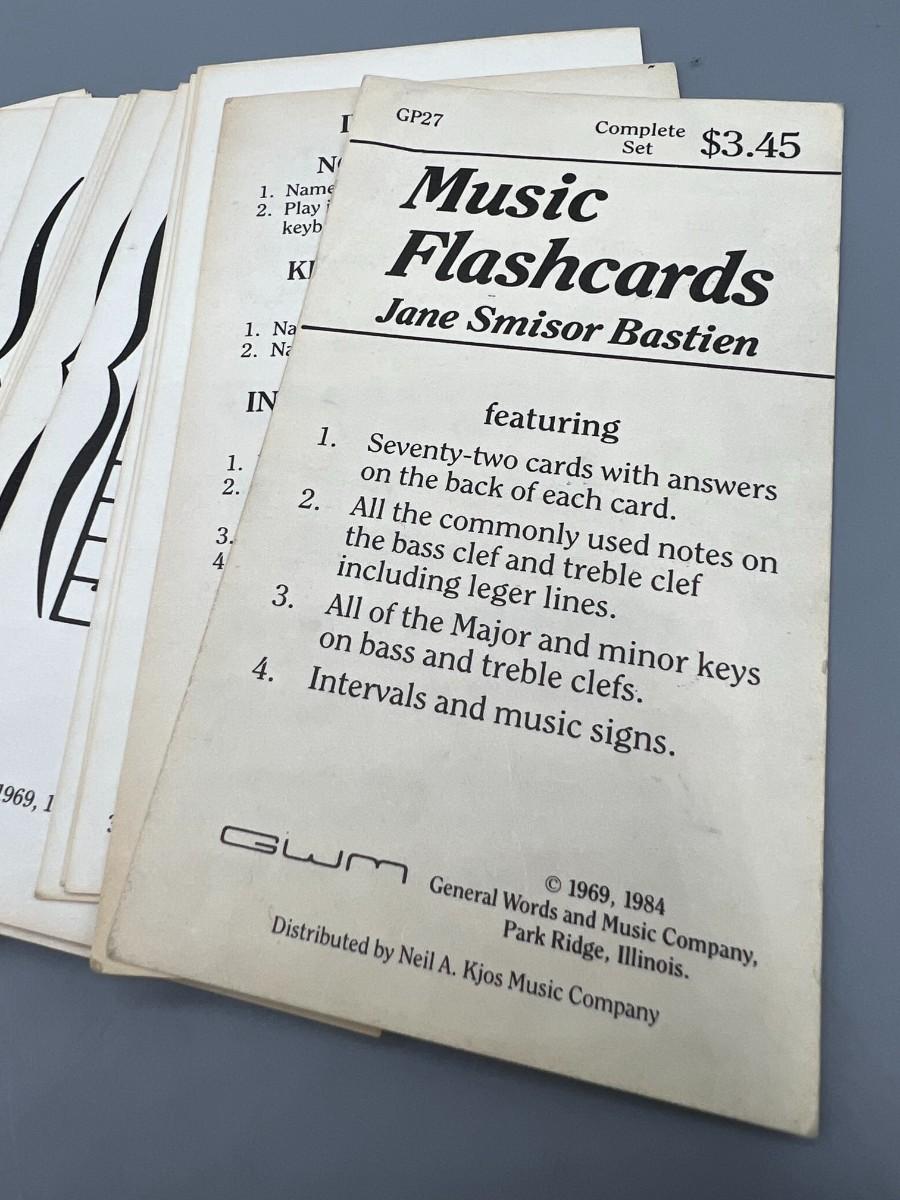 GP27
Complete
Set
$3.45
Music
Flashcards
Jane Smisor Bastien
featuring
1. Seventy-two cards with answers
on the back of each card.
2. All the commonly used notes on
the bass clef and treble clef
including leger lines.
3. All of the Major and minor keys
on bass and treble clefs.
4. Intervals and music signs.
GWM
© 1969, 1984
General Words and Music Company,
Park Ridge, Illinois.
Distributed by Neil A. Kjos Music Company
1. Name
2. Play
1.
2.
IN
1.
2.
3.
4
1969, 1